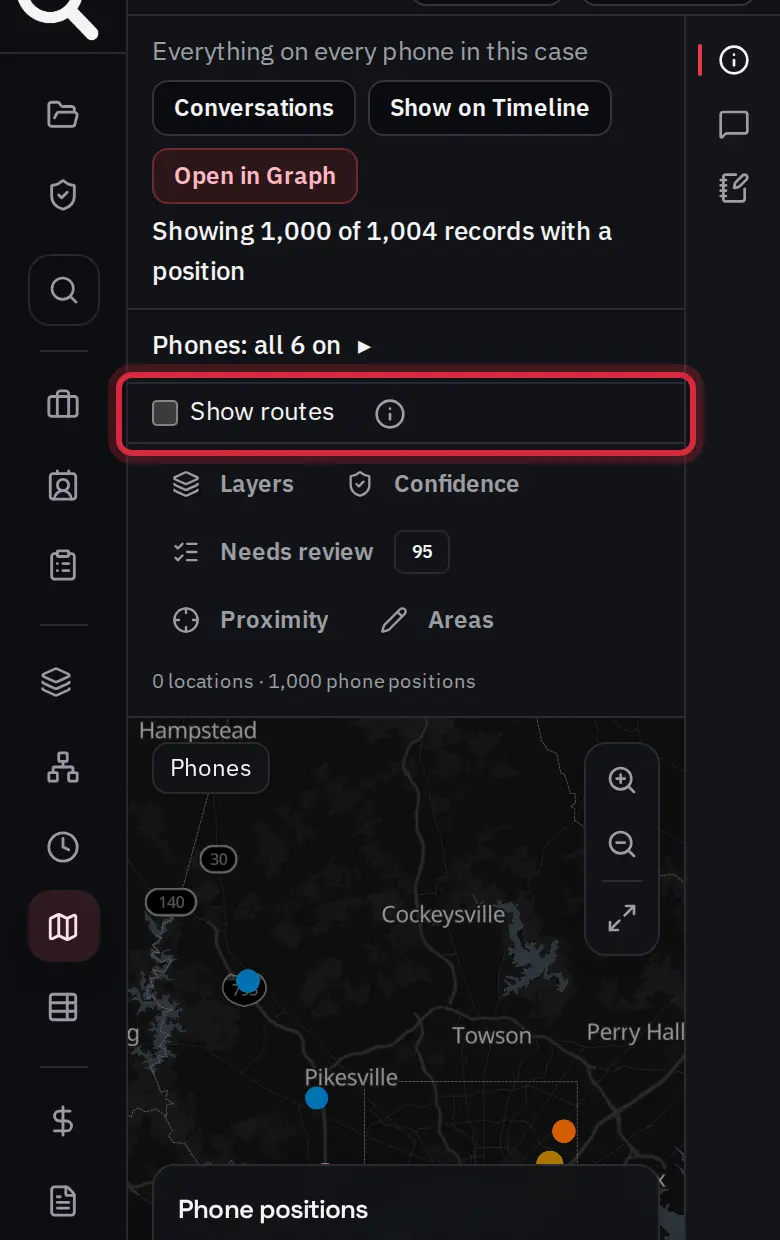 Everything on every phone in this case
Conversations
Show on Timeline
Open in Graph
Showing 1,000 of 1,004 records with a
position
Phones: all 6 on
Show routes
Layers
Confidence
Needs review
95
Proximity
Areas
0 locations · 1,000 phone positions
Hampstead
Phones
30
140
Cockeysville
Towson
Perry Hall
Pikesville
Phone positions